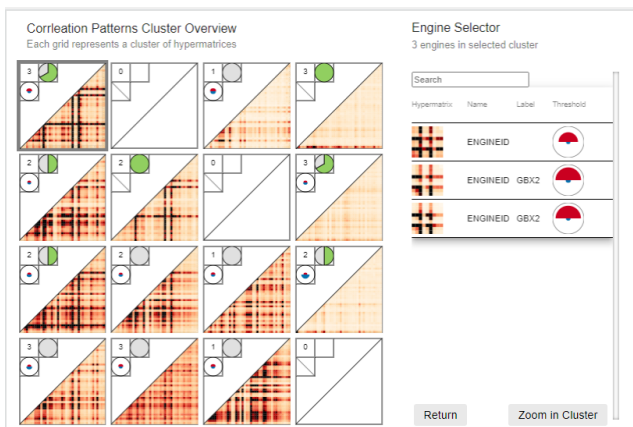 Corrleation Patterns Cluster Overview
Each grid represents a cluster of hypermatrices
3 0 1 3
2 2 0 3
2 2 1 2
3 3 1 0
Engine Selector
3 engines in selected cluster
Search
Hypermatrix Name Label Threshold
ENGINEID
ENGINEID GBX2
ENGINEID GBX2
Return Zoom in Cluster